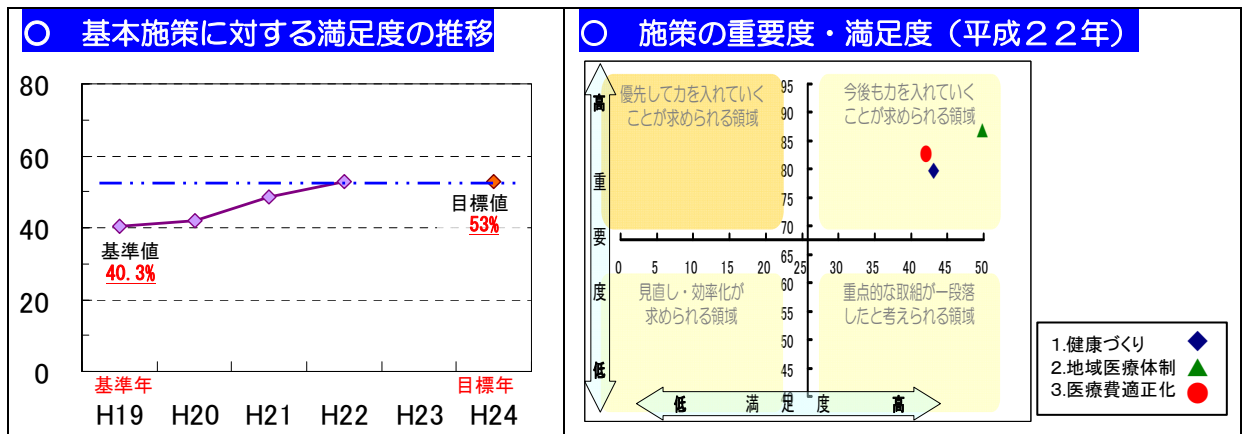 ○ 基本施策に対する満足度の推移
80
60
40
20
0
基準値
40.3%
目標値
53%
基準年
目標年
H19 H20 H21 H22 H23 H24
○ 施策の重要度・満足度（平成２２年）
高
重
要
度
低
優先して力を入れていく
ことが求められる領域
今後も力を入れていく
ことが求められる領域
95
90
85
80
75
70
65
60
55
50
45
40
0 5 10 15 20 25 30 35 40 45 50
見直し・効率化が
求められる領域
重点的な取組が一段落
したと考えられる領域
低 満 足 度 高
1.健康づくり
2.地域医療体制
3.医療費適正化